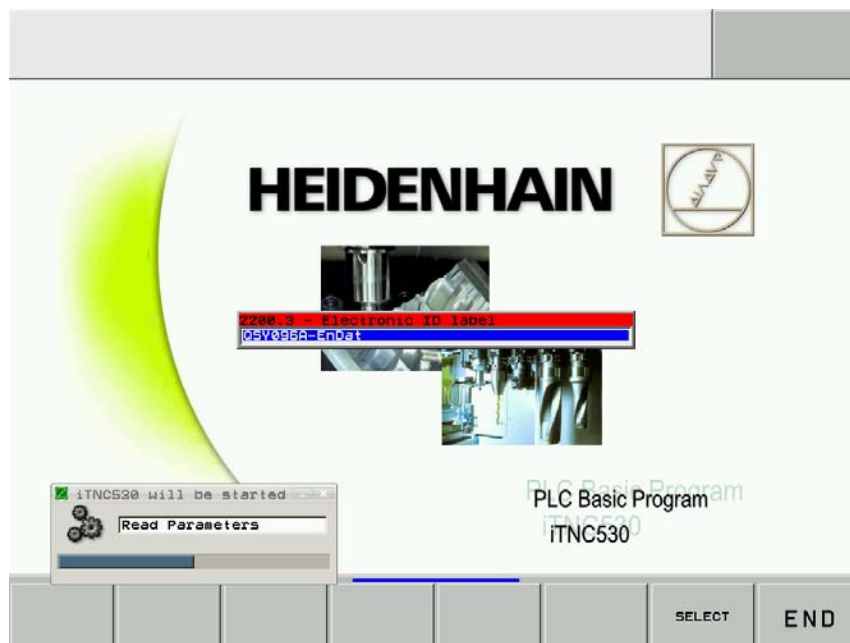 HEIDENHAIN
2200.3 - Electronic ID label
QSY096A-EnDat
iTNC530 will be started
Read Parameters
PLC Basic Program
iTNC530
SELECT
END